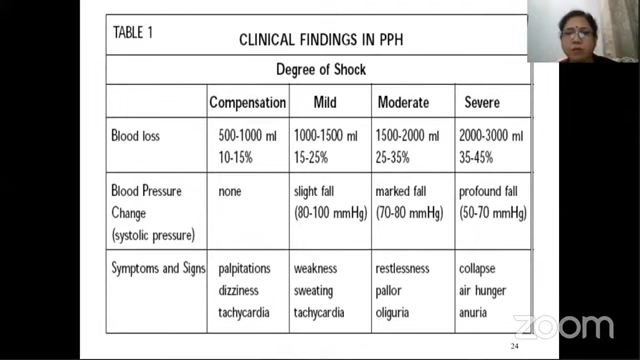 TABLE 1
CLINICAL FINDINGS IN PPH
Degree of Shock
Compensation Mild Moderate Severe
Blood loss 500-1000 ml 1000-1500 ml 1500-2000 ml 2000-3000 ml
10-15% 15-25% 25-35% 35-45%
Blood Pressure none slight fall marked fall profound fall
Change (80-100 mmHg) (70-80 mmHg) (50-70 mmHg)
(systolic pressure)
Symptoms and Signs palpitations weakness restlessness collapse
dizziness sweating pallor air hunger
tachycardia tachycardia oliguria anuria
zoom
24